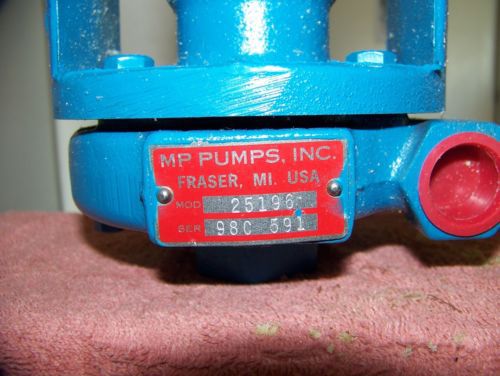 MP PUMPS, INC.
FRASER, MI. USA
MOD 25196
SER 98C 591